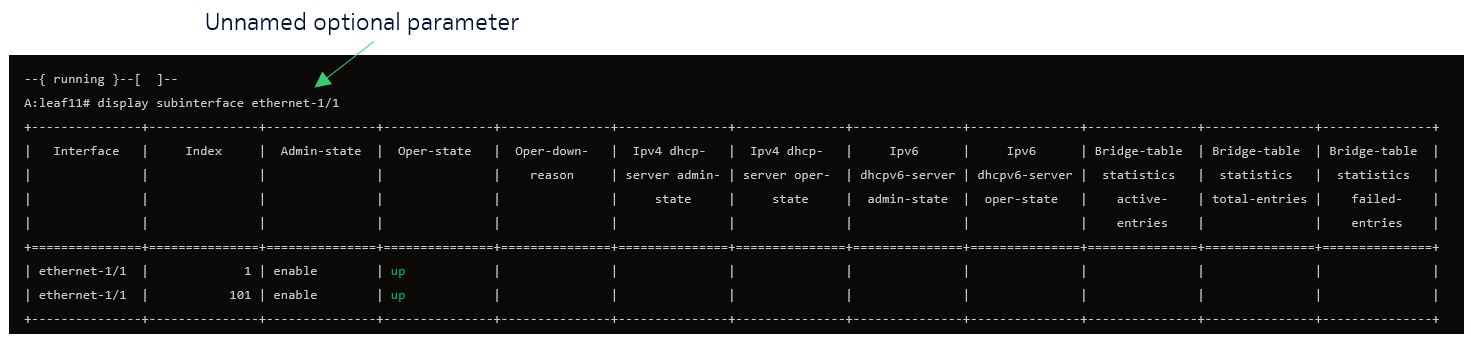 Unnamed optional parameter
--{ running }--[  ]--
A:leaf11# display subinterface ethernet-1/1
+---------------+---------------+---------------+---------------+---------------+---------------+---------------+---------------+---------------+---------------+---------------+---------------+
|   Interface   |     Index     |  Admin-state  |  Oper-state   |  Oper-down-   |  Ipv4 dhcp-   |  Ipv4 dhcp-   |     Ipv6      |     Ipv6      | Bridge-table  | Bridge-table  | Bridge-table  |
|               |               |               |               |    reason     | server admin- | server oper-  | dhcpv6-server | dhcpv6-server |  statistics   |  statistics   |  statistics   |
|               |               |               |               |               |     state     |     state     |  admin-state  |  oper-state   |    active-    | total-entries |    failed-    |
|               |               |               |               |               |               |               |               |               |    entries    |               |    entries    |
+===============+===============+===============+===============+===============+===============+===============+===============+===============+===============+===============+===============+
| ethernet-1/1  |             1 | enable        | up            |               |               |               |               |               |               |               |               |
| ethernet-1/1  |           101 | enable        | up            |               |               |               |               |               |               |               |               |
+---------------+---------------+---------------+---------------+---------------+---------------+---------------+---------------+---------------+---------------+---------------+---------------+